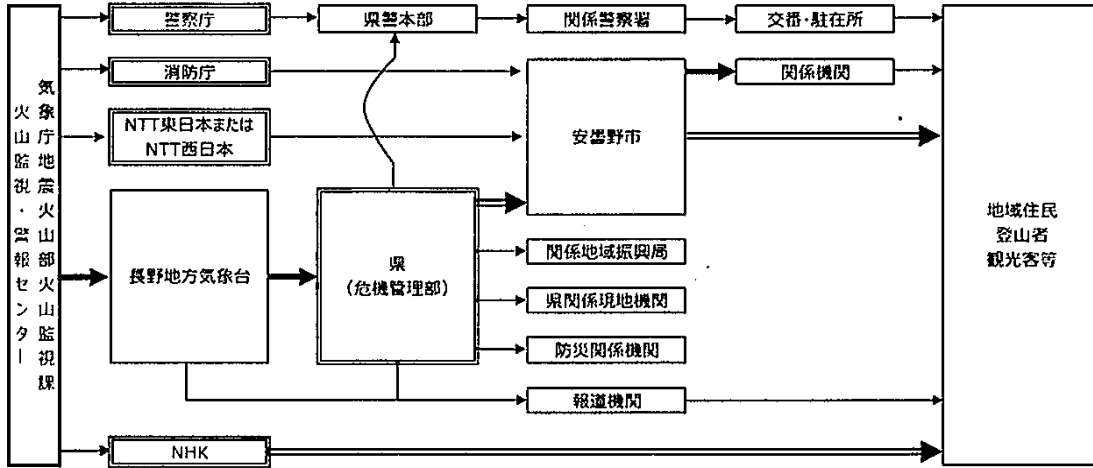 気象庁地震火山部火山監視課
火山監視・警報センター
警察庁
県警本部
関係警察署
交番・駐在所
消防庁
関係機関
NTT東日本または
NTT西日本
安曇野市
長野地方気象台
県
(危機管理部)
関係地域振興局
県関係現地機関
防災関係機関
報道機関
NHK
地域住民
登山者
観光客等